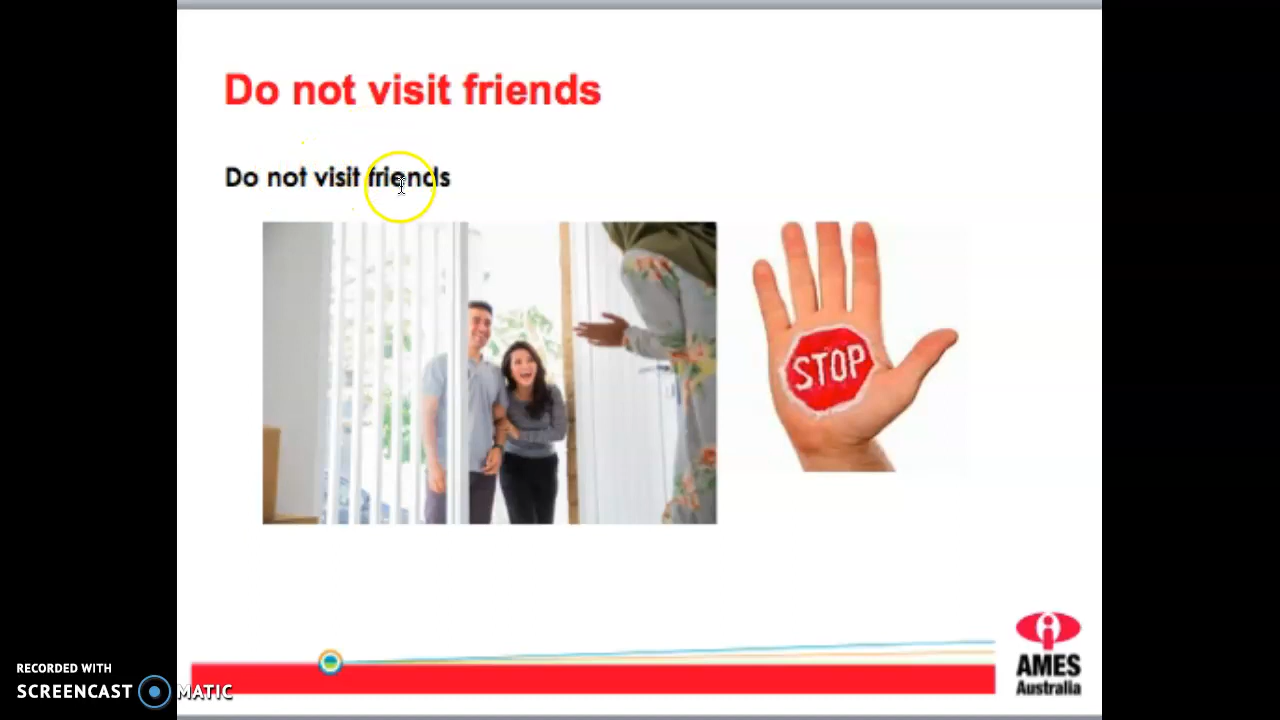 Do not visit friends
Do not visit friends
STOP
AMES
Australia
RECORDED WITH
SCREENCAST MATIC